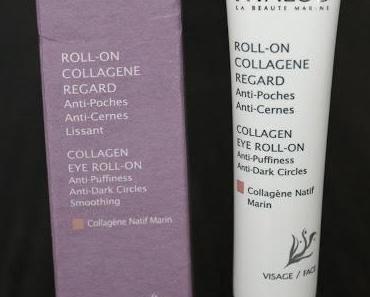 ROLL-ON
COLLAGENE
REGARD
Anti-Poches
Anti-Cernes
Lissant
COLLAGEN
EYE ROLL-ON
Anti-Puffiness
Anti-Dark Circles
Smoothing
Collagène Natif Marin
LA BEAUTÉ MARINE
ROLL-ON
COLLAGENE
REGARD
Anti-Poches
Anti-Cernes
COLLAGEN
EYE ROLL-ON
Anti-Puffiness
Anti-Dark Circles
Collagène Natif
Marin
VISAGE / FACE